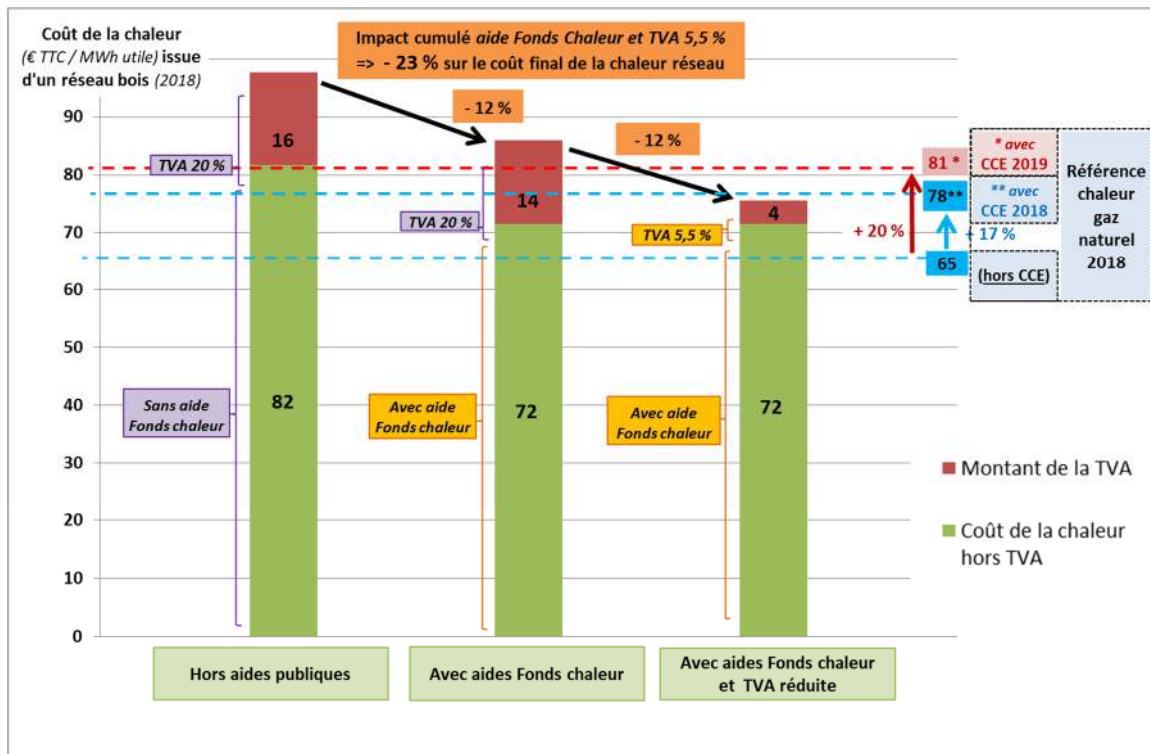 Coût de la chaleur
(€ TTC / MWh utile) issue
d'un réseau bois (2018)
Impact cumulé aide Fonds Chaleur et TVA 5,5 %
=> - 23 % sur le coût final de la chaleur réseau
- 12 %
- 12 %
90
80
70
60
50
40
30
20
10
0
TVA 20 %
16
82
Sans aide
Fonds chaleur
TVA 20 %
14
72
Avec aide
Fonds chaleur
TVA 5,5 %
4
72
Avec aide
Fonds chaleur
+ 20 %
+ 17 %
81 *
78**
65
* avec
CCE 2019
** avec
CCE 2018
(hors CCE)
Référence
chaleur
gaz
naturel
2018
Montant de la TVA
Coût de la chaleur
hors TVA
Hors aides publiques
Avec aides Fonds chaleur
Avec aides Fonds chaleur
et TVA réduite